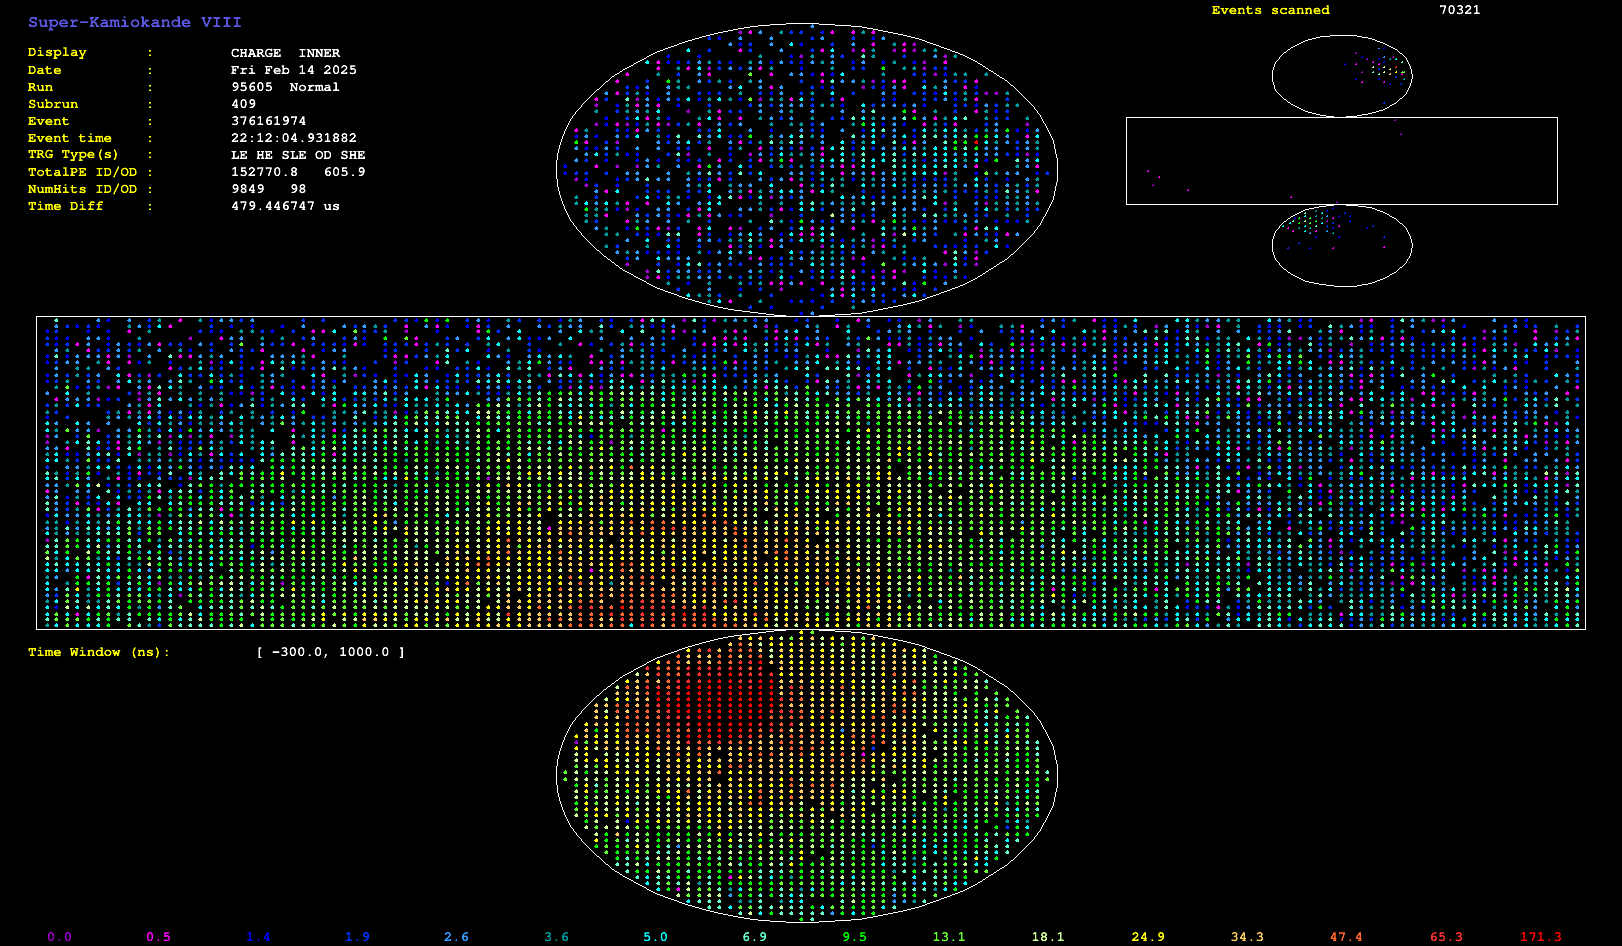 Super-Kamiokande VIII
Events scanned 70321
Display : CHARGE INNER
Date : Fri Feb 14 2025
Run : 95605 Normal
Subrun : 409
Event : 376161974
Event time : 22:12:04.931882
TRG Type(s) : LE HE SLE OD SHE
TotalPE ID/OD : 152770.8 605.9
NumHits ID/OD : 9849 98
Time Diff : 479.446747 us
Time Window (ns): [ -300.0, 1000.0 ]
0.0 0.5 1.4 1.9 2.6 3.6 5.0 6.9 9.5 13.1 18.1 24.9 34.3 47.4 65.3 171.3